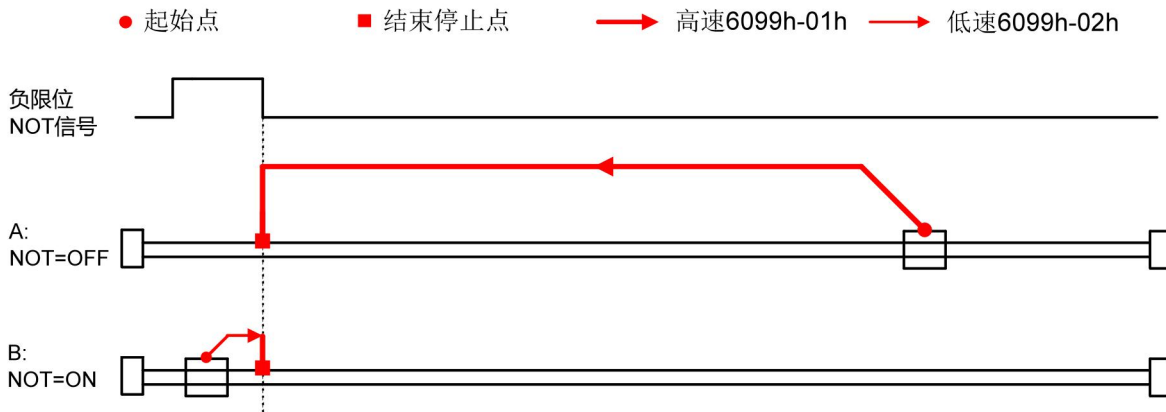 起始点
结束停止点
高速6099h-01h
低速6099h-02h
负限位
NOT信号
A:
NOT=OFF
B:
NOT=ON